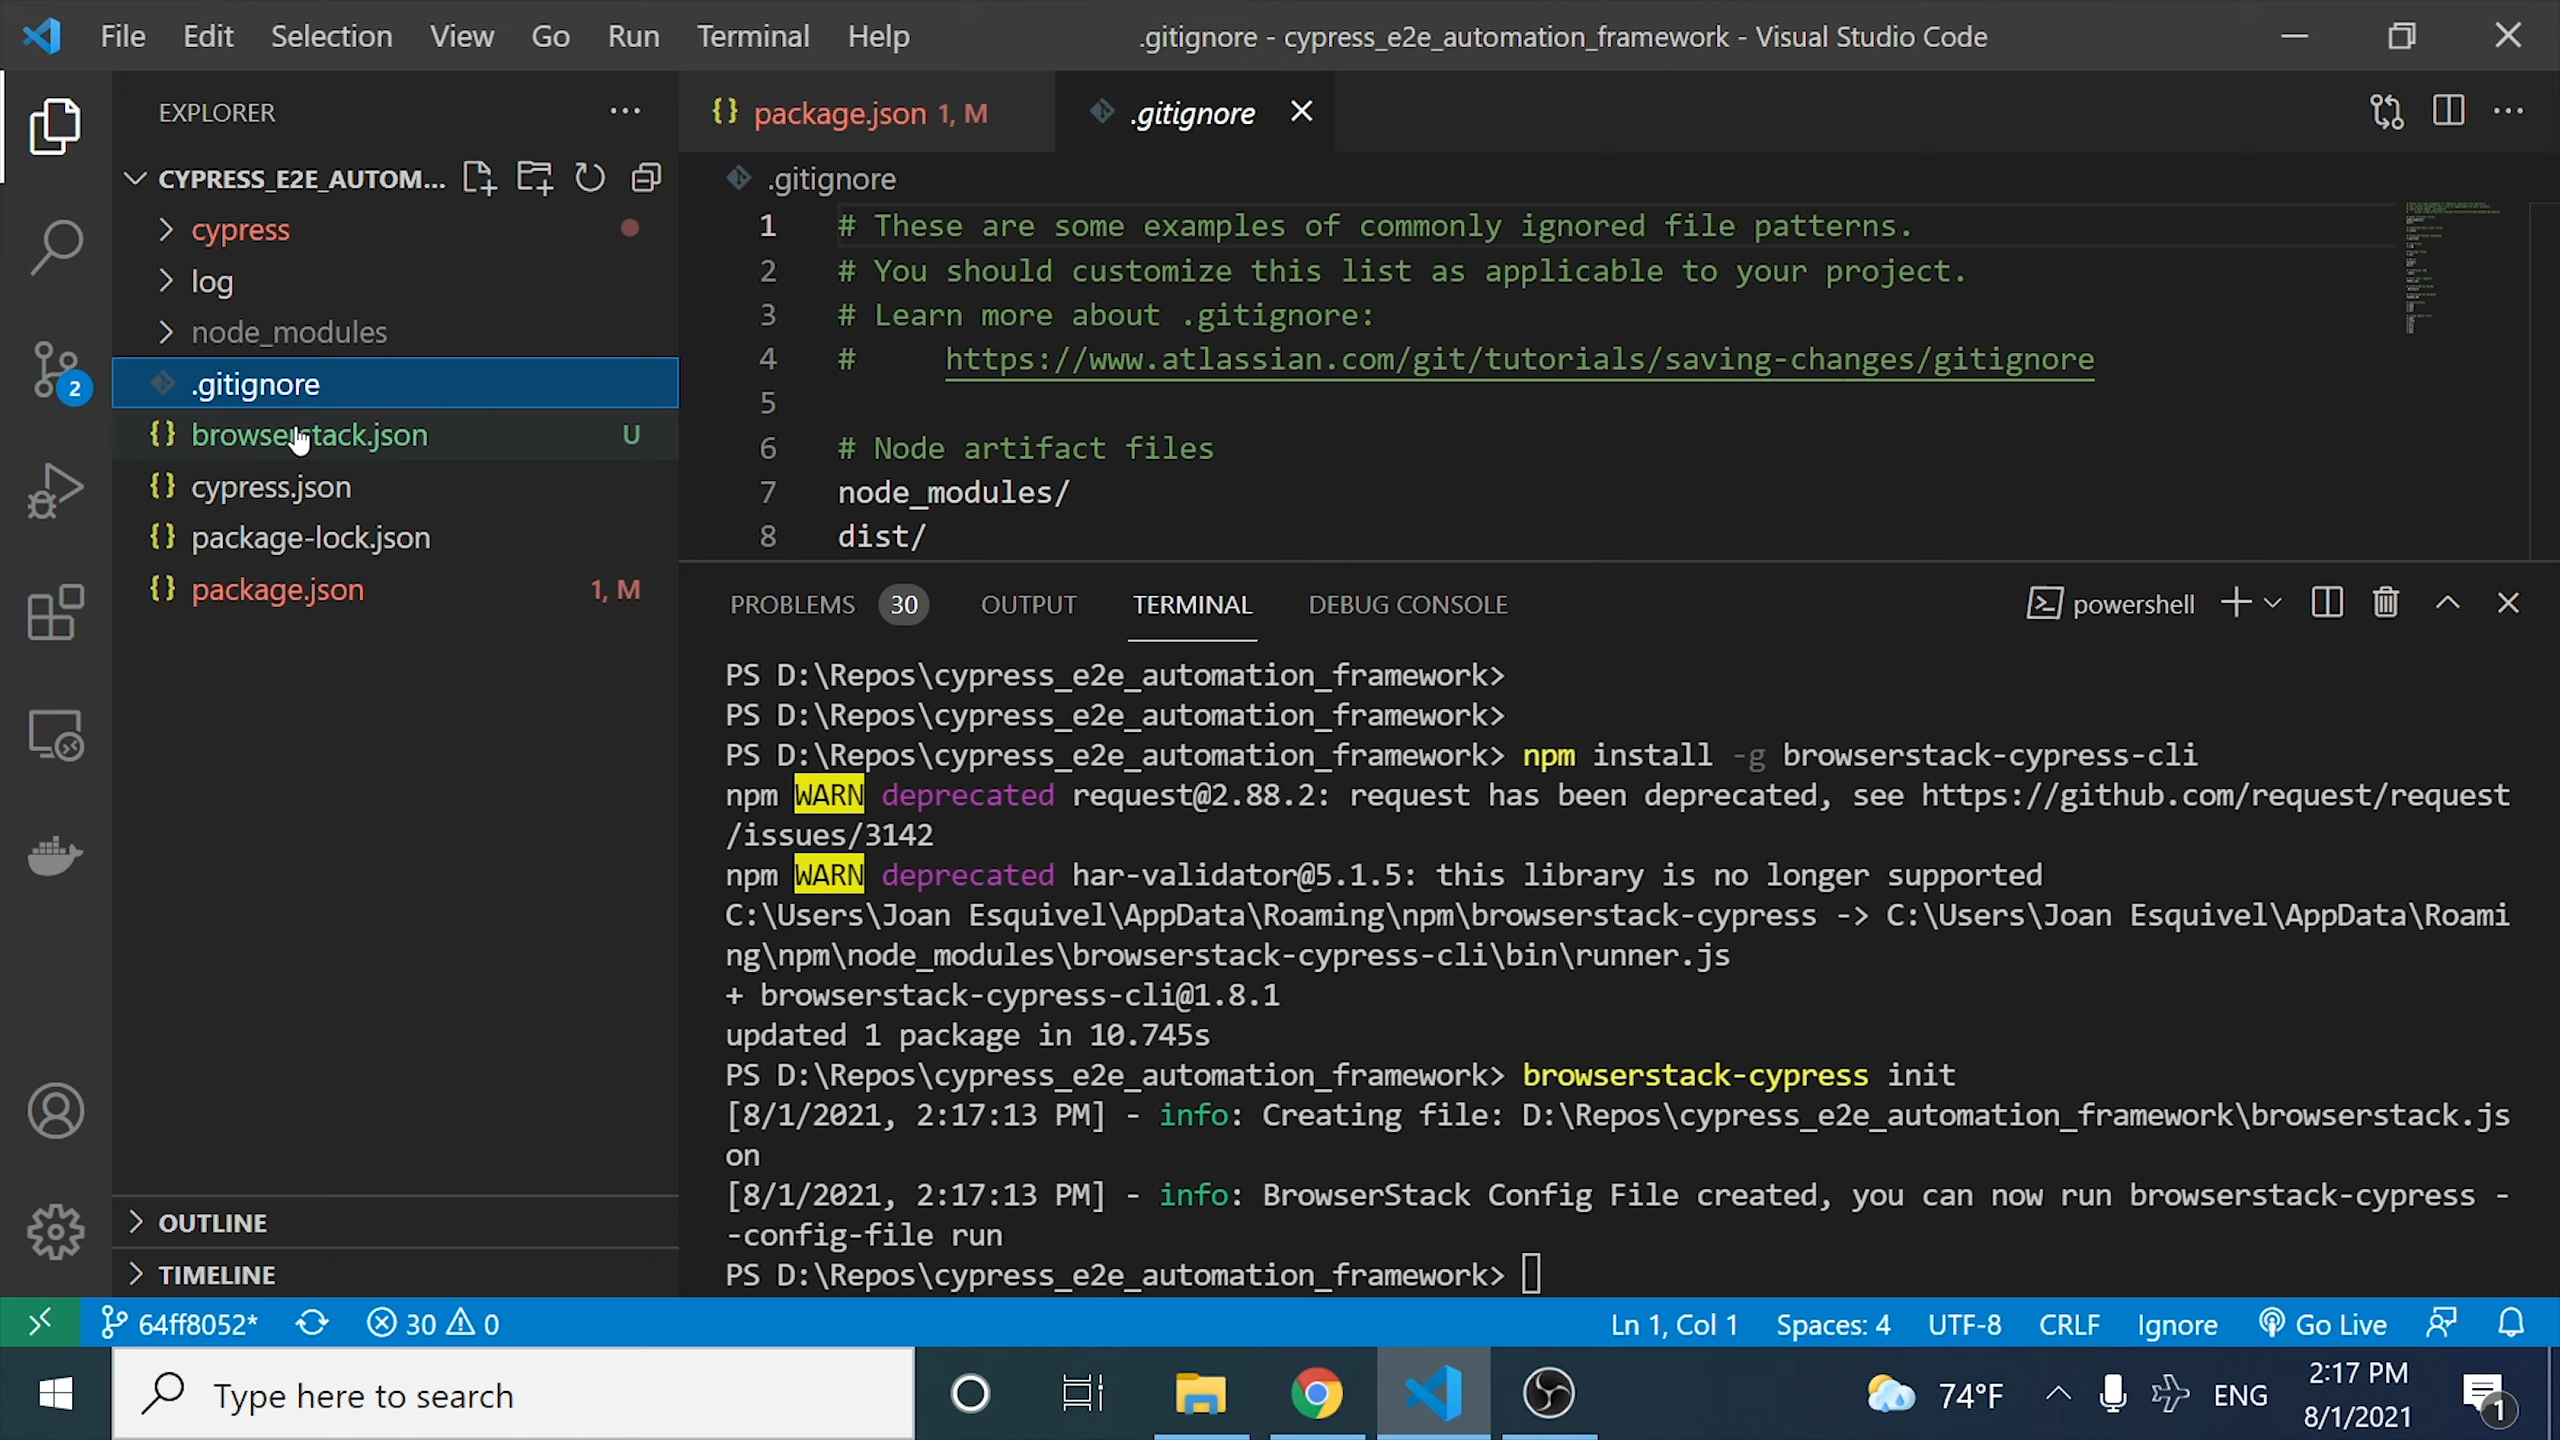 File Edit Selection View Go Run Terminal Help .gitignore - cypress_e2e_automation_framework - Visual Studio Code
EXPLORER
CYPRESS_E2E_AUTOM...
cypress
log
node_modules
.gitignore
browserstack.json U
cypress.json
package-lock.json
package.json 1, M
OUTLINE
TIMELINE
2
package.json 1, M .gitignore
.gitignore
1 # These are some examples of commonly ignored file patterns.
2 # You should customize this list as applicable to your project.
3 # Learn more about .gitignore:
4 #     https://www.atlassian.com/git/tutorials/saving-changes/gitignore
5
6 # Node artifact files
7 node_modules/
8 dist/
PROBLEMS 30 OUTPUT TERMINAL DEBUG CONSOLE powershell
PS D:\Repos\cypress_e2e_automation_framework>
PS D:\Repos\cypress_e2e_automation_framework>
PS D:\Repos\cypress_e2e_automation_framework> npm install -g browserstack-cypress-cli
npm WARN deprecated request@2.88.2: request has been deprecated, see https://github.com/request/request
/issues/3142
npm WARN deprecated har-validator@5.1.5: this library is no longer supported
C:\Users\Joan Esquivel\AppData\Roaming\npm\browserstack-cypress -> C:\Users\Joan Esquivel\AppData\Roami
ng\npm\node_modules\browserstack-cypress-cli\bin\runner.js
+ browserstack-cypress-cli@1.8.1
updated 1 package in 10.745s
PS D:\Repos\cypress_e2e_automation_framework> browserstack-cypress init
[8/1/2021, 2:17:13 PM] - info: Creating file: D:\Repos\cypress_e2e_automation_framework\browserstack.js
on
[8/1/2021, 2:17:13 PM] - info: BrowserStack Config File created, you can now run browserstack-cypress -
-config-file run
PS D:\Repos\cypress_e2e_automation_framework>
64ff8052* 30 0 Ln 1, Col 1 Spaces: 4 UTF-8 CRLF Ignore Go Live
Type here to search 74°F ENG 2:17 PM
8/1/2021 1